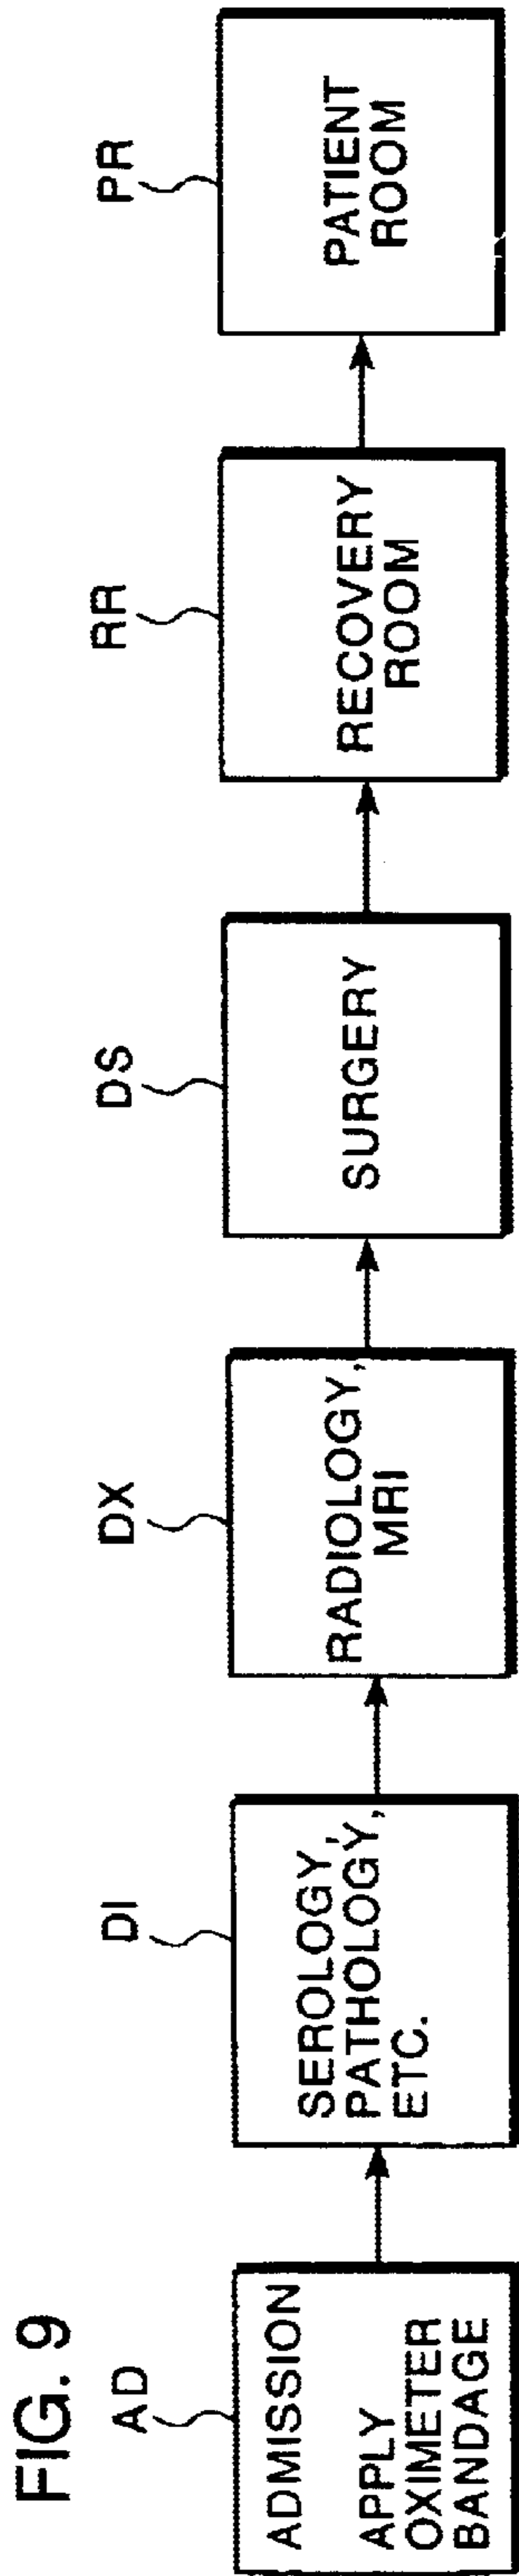 FIG. 9
AD
ADMISSION
APPLY
OXIMETER
BANDAGE
DI
SEROLOGY,
PATHOLOGY,
ETC.
DX
RADIOLOGY,
MRI
DS
SURGERY
RR
RECOVERY
ROOM
PR
PATIENT
ROOM